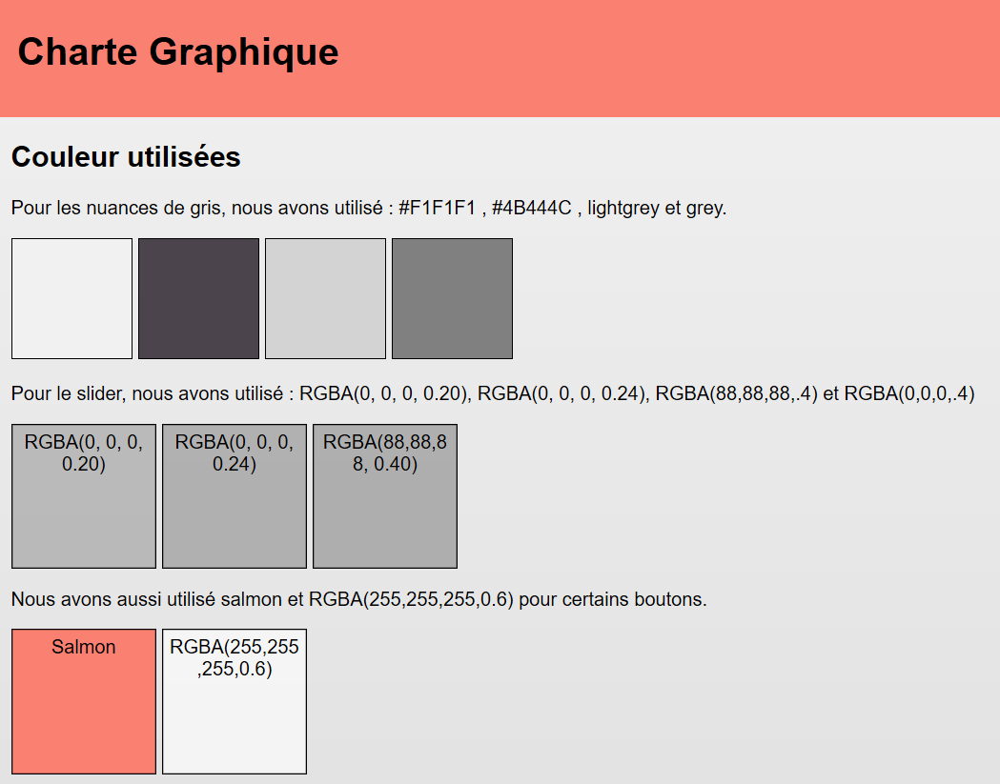 Charte Graphique
Couleur utilisées
Pour les nuances de gris, nous avons utilisé : #F1F1F1 , #4B444C , lightgrey et grey.
Pour le slider, nous avons utilisé : RGBA(0, 0, 0, 0.20), RGBA(0, 0, 0, 0.24), RGBA(88,88,88,.4) et RGBA(0,0,0,.4)
RGBA(0, 0, 0,
0.20)
RGBA(0, 0, 0,
0.24)
RGBA(88,88,8
8, 0.40)
Nous avons aussi utilisé salmon et RGBA(255,255,255,0.6) pour certains boutons.
Salmon
RGBA(255,255
,255,0.6)